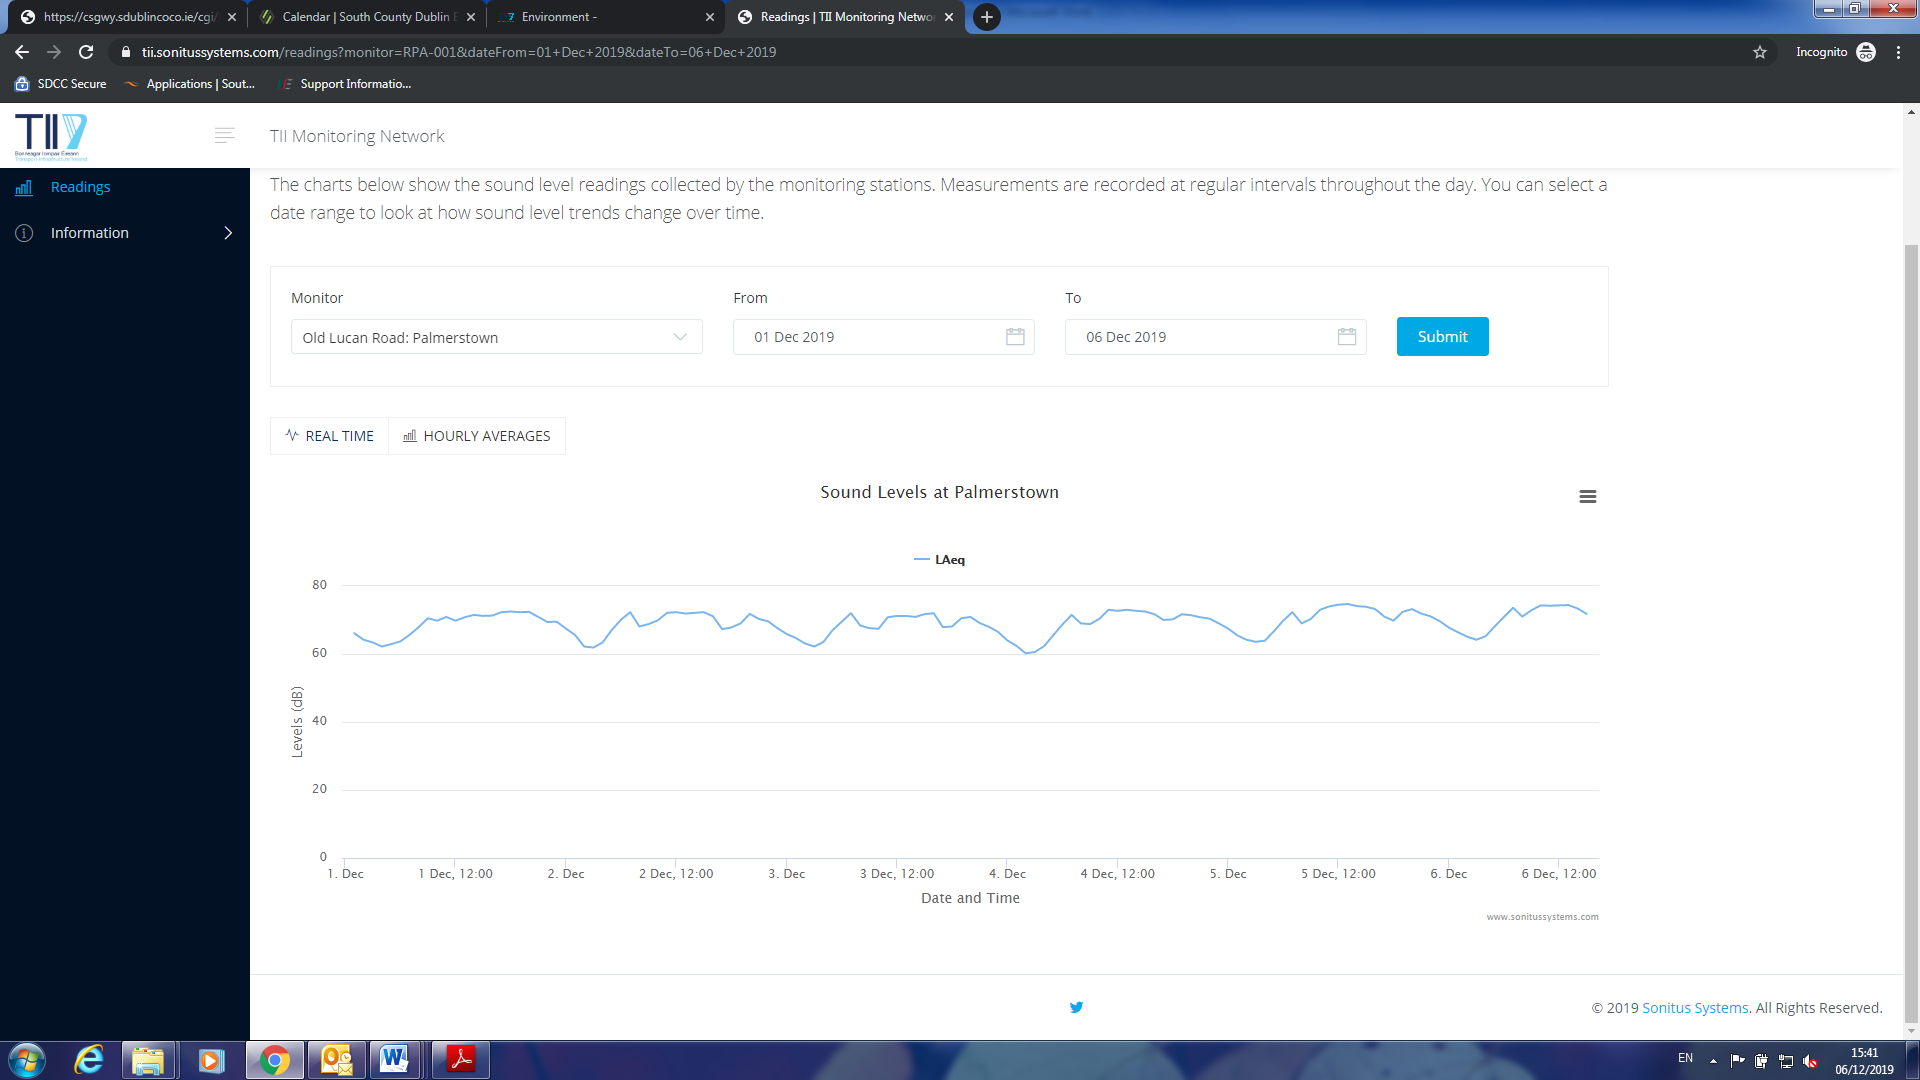 https://csgwy.sdublincoco.ie/cgi/
Calendar | South County Dublin
Environment -
Readings | TII Monitoring Netwo
tii.sonitussystems.com/readings?monitor=RPA-001&dateFrom=01+Dec+2019&dateTo=06+Dec+2019
Incognito
SDCC Secure
Applications | Sout...
Support Informatio...
TII
TII Monitoring Network
Readings
Information
The charts below show the sound level readings collected by the monitoring stations. Measurements are recorded at regular intervals throughout the day. You can select a
date range to look at how sound level trends change over time.
Monitor
From
To
Old Lucan Road: Palmerstown
01 Dec 2019
06 Dec 2019
Submit
REAL TIME
HOURLY AVERAGES
Sound Levels at Palmerstown
LAeq
80
60
40
20
0
Levels (dB)
1. Dec
1 Dec, 12:00
2. Dec
2 Dec, 12:00
3. Dec
3 Dec, 12:00
4. Dec
4 Dec, 12:00
5. Dec
5 Dec, 12:00
6. Dec
6 Dec, 12:00
Date and Time
www.sonitussystems.com
© 2019 Sonitus Systems. All Rights Reserved.
EN
15:41
06/12/2019